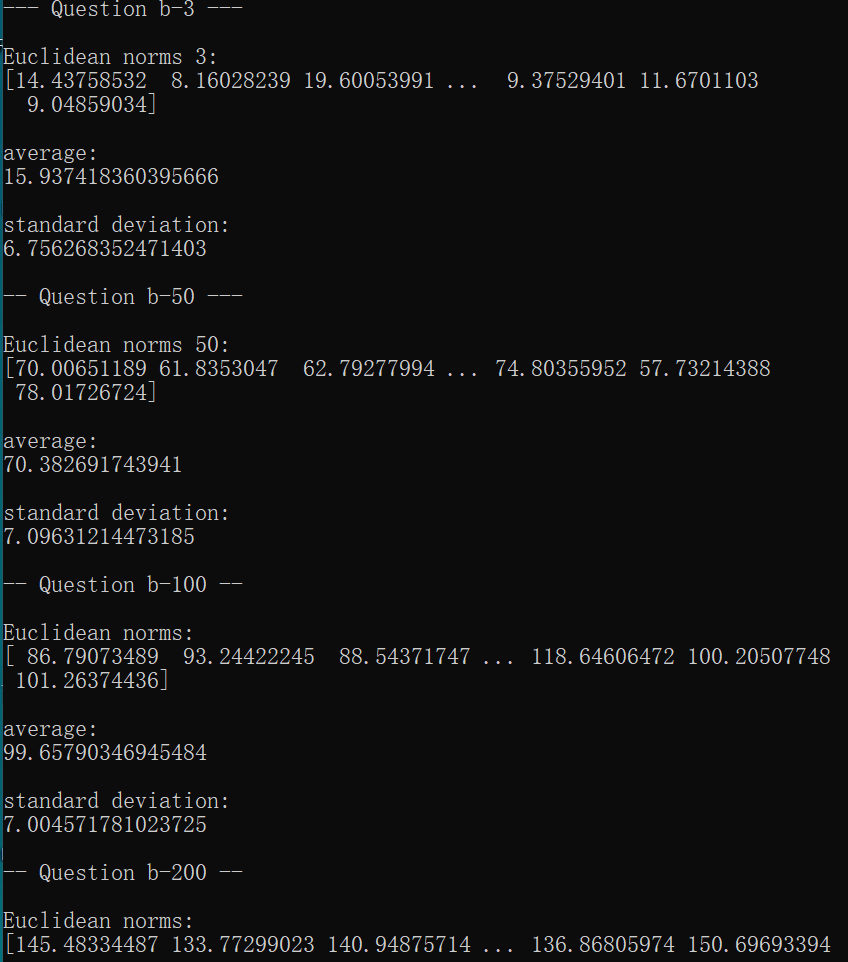 --- Question b-3 ---
Euclidean norms 3:
[14.43758532  8.16028239 19.60053991 ...  9.37529401 11.6701103
  9.04859034]
average:
15.937418360395666
standard deviation:
6.756268352471403
-- Question b-50 ---
Euclidean norms 50:
[70.00651189 61.8353047  62.79277994 ... 74.80355952 57.73214388
 78.01726724]
average:
70.382691743941
standard deviation:
7.09631214473185
-- Question b-100 --
Euclidean norms:
[ 86.79073489  93.24422245  88.54371747 ... 118.64606472 100.20507748
 101.26374436]
average:
99.65790346945484
standard deviation:
7.004571781023725
-- Question b-200 --
Euclidean norms:
[145.48334487 133.77299023 140.94875714 ... 136.86805974 150.69693394